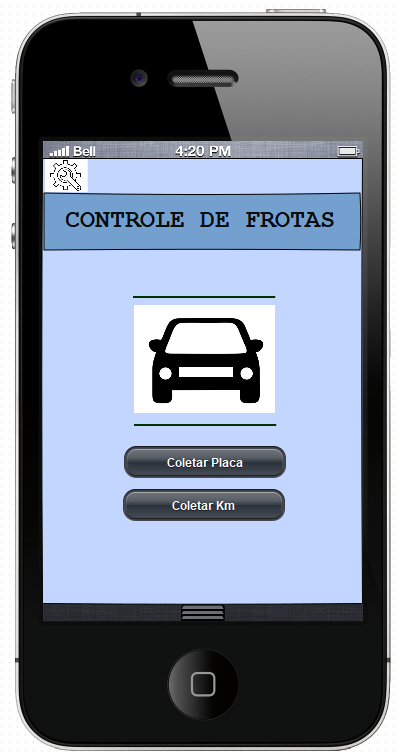 Bell 4:20 PM
CONTROLE DE FROTAS
Coletar Placa
Coletar Km